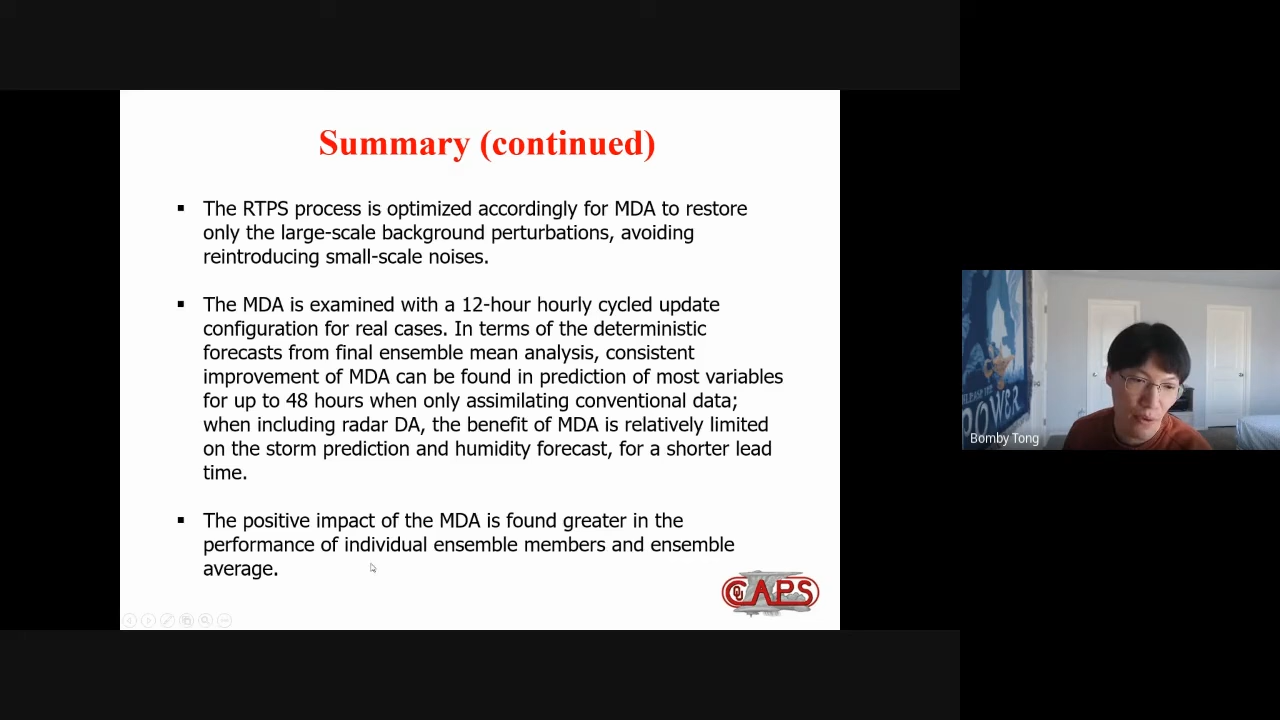 Summary (continued)
The RTPS process is optimized accordingly for MDA to restore
only the large-scale background perturbations, avoiding
reintroducing small-scale noises.
The MDA is examined with a 12-hour hourly cycled update
configuration for real cases. In terms of the deterministic
forecasts from final ensemble mean analysis, consistent
improvement of MDA can be found in prediction of most variables
for up to 48 hours when only assimilating conventional data;
when including radar DA, the benefit of MDA is relatively limited
on the storm prediction and humidity forecast, for a shorter lead
time.
The positive impact of the MDA is found greater in the
performance of individual ensemble members and ensemble
average.
CAPS
POWER
Bomby Tong